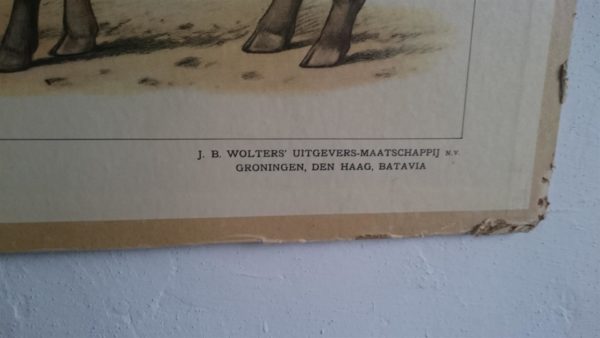 J. B. WOLTERS' UITGEVERS-MAATSCHAPPIJ N.V.
GRONINGEN, DEN HAAG, BATAVIA